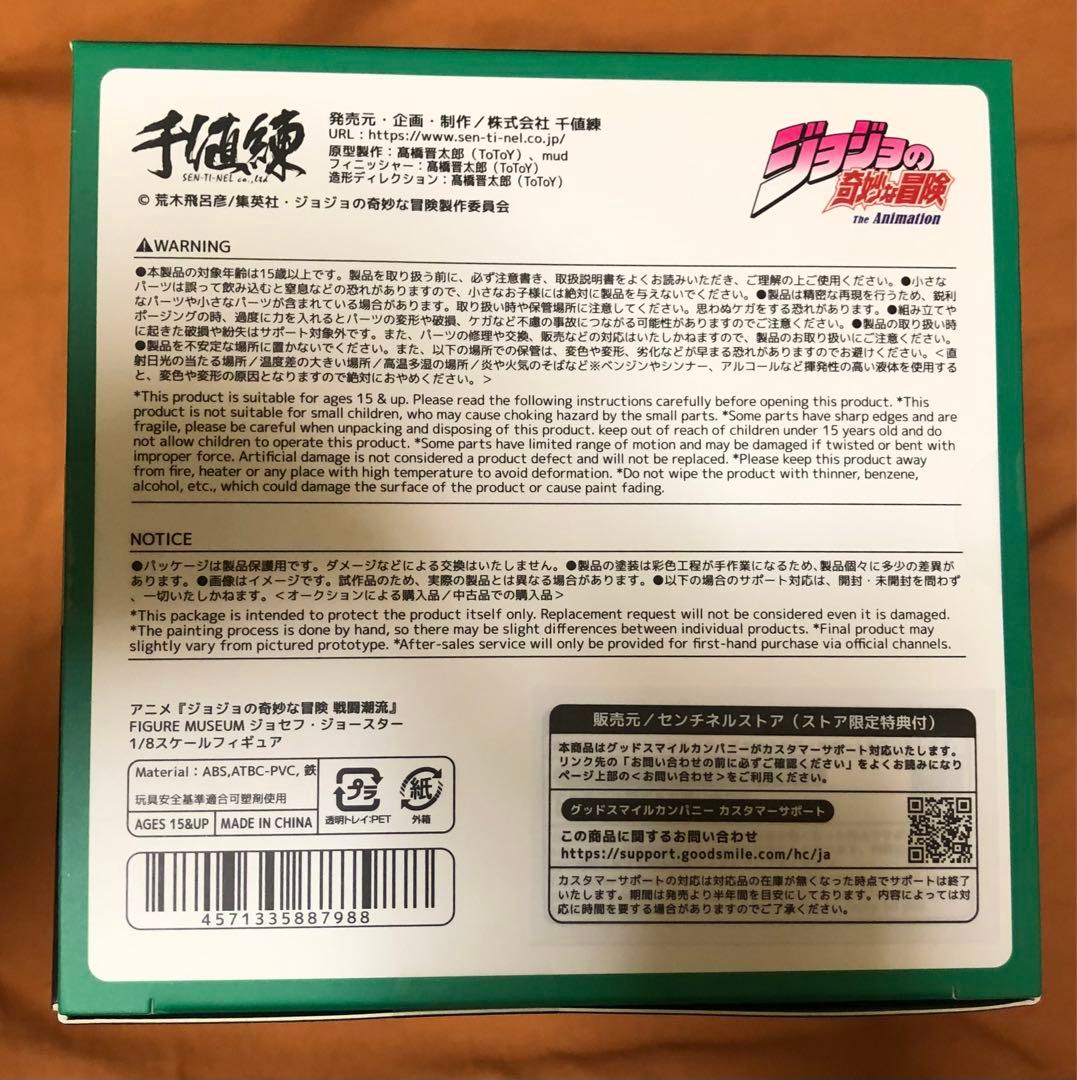 千値練
SEN-TI-NEL co.,ltd
発売元・企画・制作/株式会社 千値練
URL:https://www.sen-ti-nel.co.jp/
原型製作:髙橋晋太郎(ToToY)、mud
フィニッシャー:髙橋晋太郎(ToToY)
造形ディレクション:髙橋晋太郎(ToToY)
© 荒木飛呂彦/集英社・ジョジョの奇妙な冒険製作委員会
ジョジョの
奇妙な冒険
The Animation
⚠WARNING
●本製品の対象年齢は15歳以上です。製品を取り扱う前に、必ず注意書き、取扱説明書をよくお読みいただき、ご理解の上ご使用ください。●小さな
パーツは誤って飲み込むと窒息などの恐れがありますので、小さなお子様には絶対に製品を与えないでください。●製品は精密な再現を行うため、鋭利
なパーツや小さなパーツが含まれている場合があります。取り扱い時や保管場所に注意してください。思わぬケガをする恐れがあります。●組み立てや
ポージングの時、過度に力を入れるとパーツの変形や破損、ケガなど不慮の事故につながる可能性がありますのでご注意ください。●製品の取り扱い時
に起きた破損や紛失はサポート対象外です。また、パーツの修理や交換、販売などの対応はいたしかねますので、製品のお取り扱いにご注意ください。
●製品を不安定な場所に置かないでください。また、以下の場所での保管は、変色や変形、劣化などが早まる恐れがありますのでお避けください。<直
射日光の当たる場所/温度差の大きい場所/高温多湿の場所/炎や火気のそばなど※ベンジンやシンナー、アルコールなど揮発性の高い液体を使用する
と、変色や変形の原因となりますので絶対におやめください。>
*This product is suitable for ages 15 & up. Please read the following instructions carefully before opening this product. *This
product is not suitable for small children, who may cause choking hazard by the small parts. *Some parts have sharp edges and are
fragile, please be careful when unpacking and disposing of this product. keep out of reach of children under 15 years old and do
not allow children to operate this product. *Some parts have limited range of motion and may be damaged if twisted or bent with
improper force. Artificial damage is not considered a product defect and will not be replaced. *Please keep this product away
from fire, heater or any place with high temperature to avoid deformation. *Do not wipe the product with thinner, benzene,
alcohol, etc., which could damage the surface of the product or cause paint fading.
NOTICE
●パッケージは製品保護用です。ダメージなどによる交換はいたしません。●製品の塗装は彩色工程が手作業になるため、製品個々に多少の差異が
あります。●画像はイメージです。試作品のため、実際の製品とは異なる場合があります。●以下の場合のサポート対応は、開封・未開封を問わず
、一切いたしかねます。<オークションによる購入品/中古品での購入品>
*This package is intended to protect the product itself only. Replacement request will not be considered even it is damaged.
*The painting process is done by hand, so there may be slight differences between individual products. *Final product may
slightly vary from pictured prototype. *After-sales service will only be provided for first-hand purchase via official channels.
アニメ『ジョジョの奇妙な冒険 戦闘潮流』
FIGURE MUSEUM ジョセフ・ジョースター
1/8スケールフィギュア
Material:ABS,ATBC-PVC, 鉄
玩具安全基準適合可塑剤使用
AGES 15&UP
MADE IN CHINA
プラ
透明トレイ:PET
紙
外箱
4571335887988
販売元/センチネルストア(ストア限定特典付)
本商品はグッドスマイルカンパニーがカスタマーサポート対応いたします。
リンク先の「お問い合わせの前に必ずご確認ください」をよくお読みになり
ページ上部の<お問い合わせ>をご利用ください。
グッドスマイルカンパニー カスタマーサポート
この商品に関するお問い合わせ
https://support.goodsmile.com/hc/ja
カスタマーサポートの対応は対応品の在庫が無くなった時点でサポートは終了
いたします。期間は発売より半年間を目安にしております。内容によっては対
応に時間を要する場合がありますのでご了承ください。